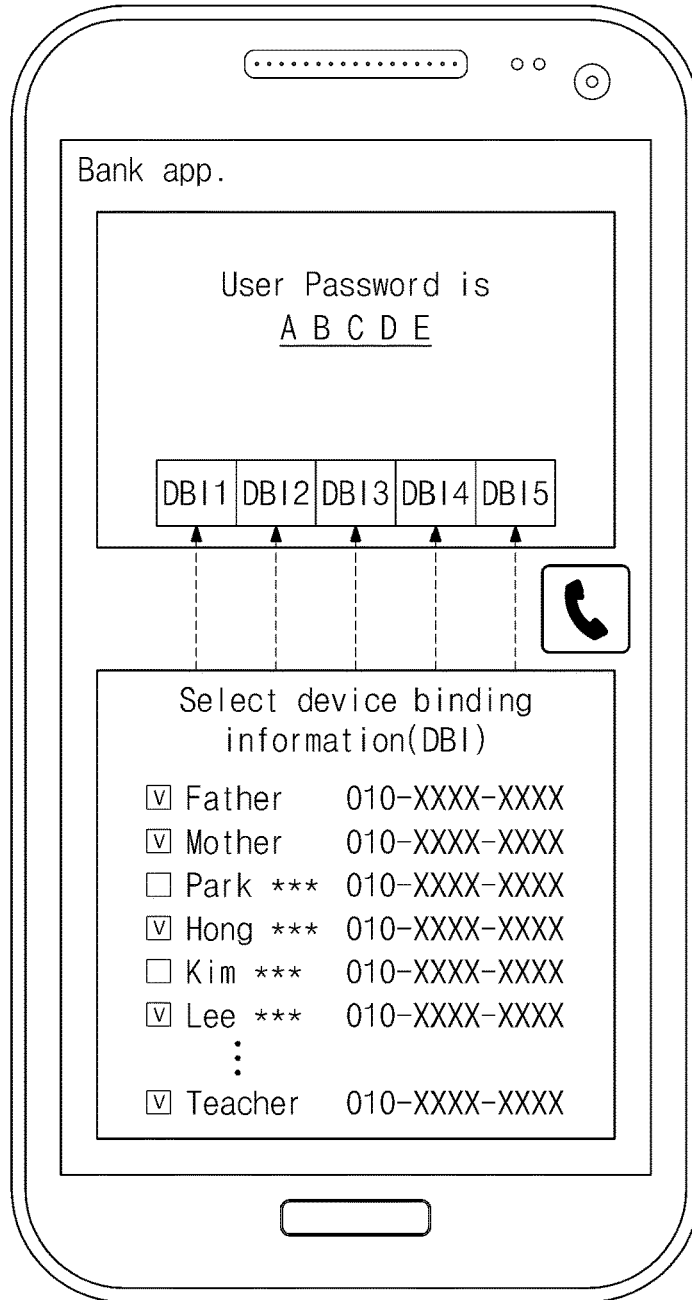 Bank app.
User Password is
A B C D E
DBI1 DBI2 DBI3 DBI4 DBI5
Select device binding
information(DBI)
V Father 010-XXXX-XXXX
V Mother 010-XXXX-XXXX
Park *** 010-XXXX-XXXX
V Hong *** 010-XXXX-XXXX
Kim *** 010-XXXX-XXXX
V Lee *** 010-XXXX-XXXX
V Teacher 010-XXXX-XXXX